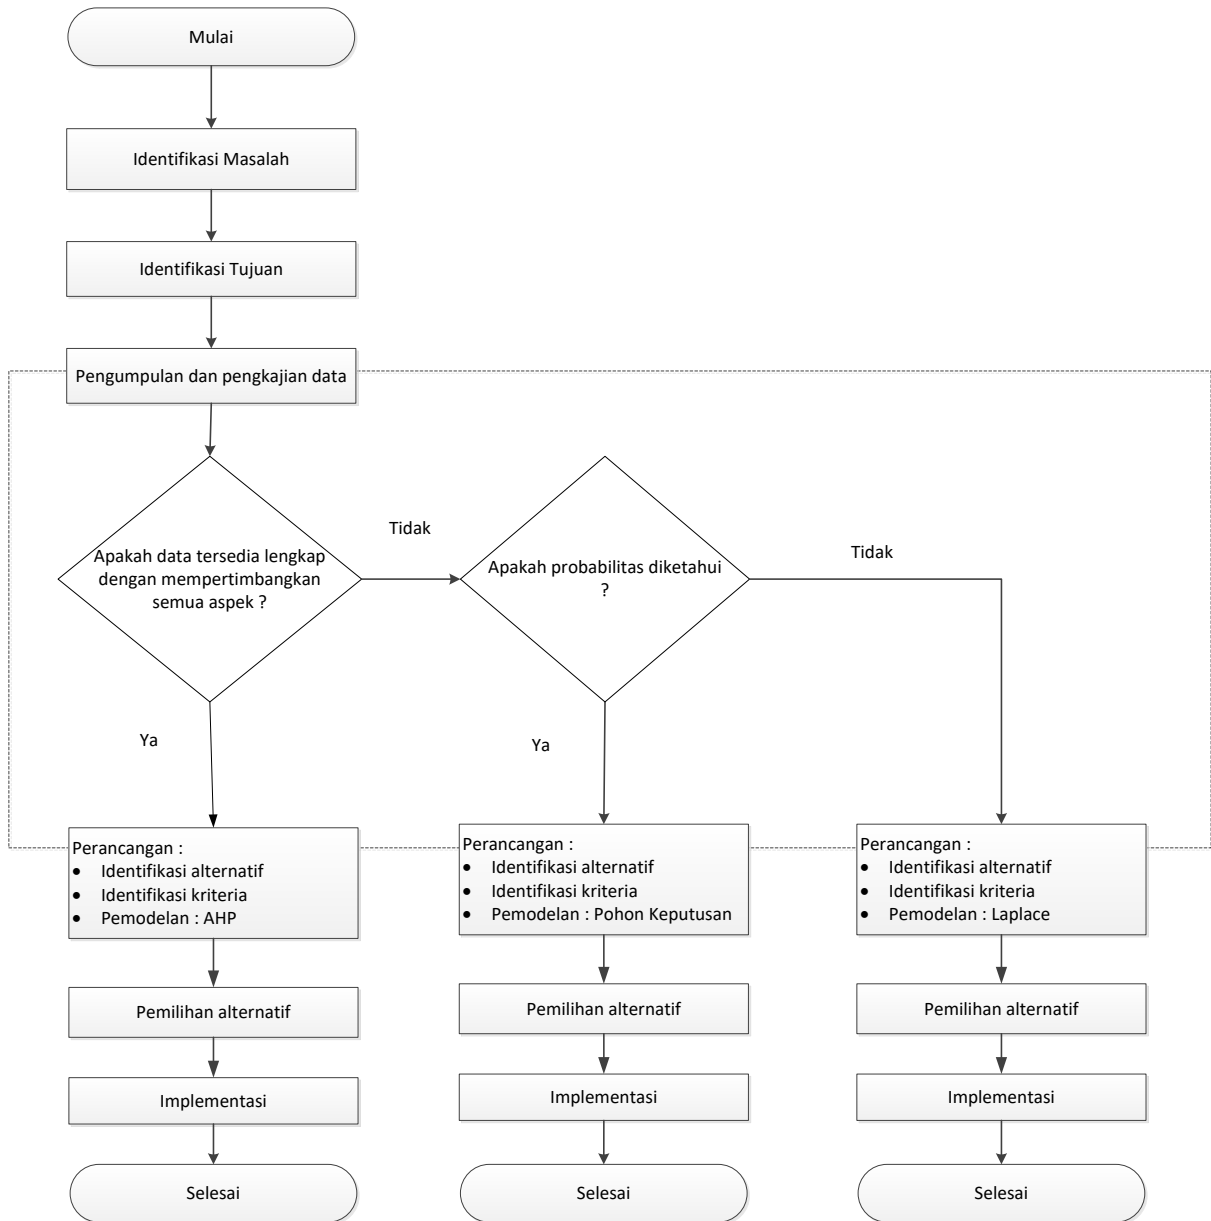 Mulai
Identifikasi Masalah
Identifikasi Tujuan
Pengumpulan dan pengkajian data
Apakah data tersedia lengkap
dengan mempertimbangkan
semua aspek ?
Tidak
Apakah probabilitas diketahui
?
Tidak
Ya
Ya
Perancangan :
• Identifikasi alternatif
• Identifikasi kriteria
• Pemodelan : AHP
Perancangan :
• Identifikasi alternatif
• Identifikasi kriteria
• Pemodelan : Pohon Keputusan
Perancangan :
• Identifikasi alternatif
• Identifikasi kriteria
• Pemodelan : Laplace
Pemilihan alternatif
Pemilihan alternatif
Pemilihan alternatif
Implementasi
Implementasi
Implementasi
Selesai
Selesai
Selesai